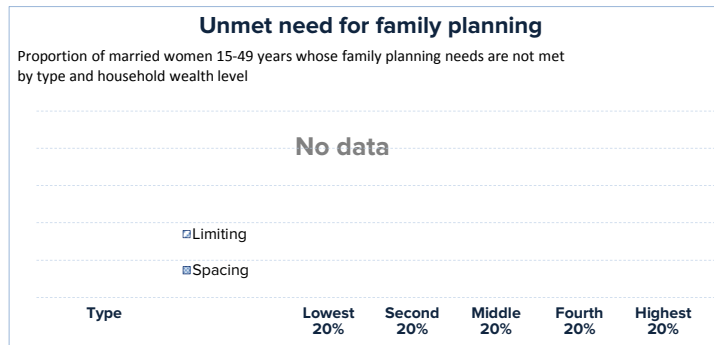 Unmet need for family planning
Proportion of married women 15-49 years whose family planning needs are not met
by type and household wealth level
No data
Limiting
Spacing
Type
Lowest 20%
Second 20%
Middle 20%
Fourth 20%
Highest 20%